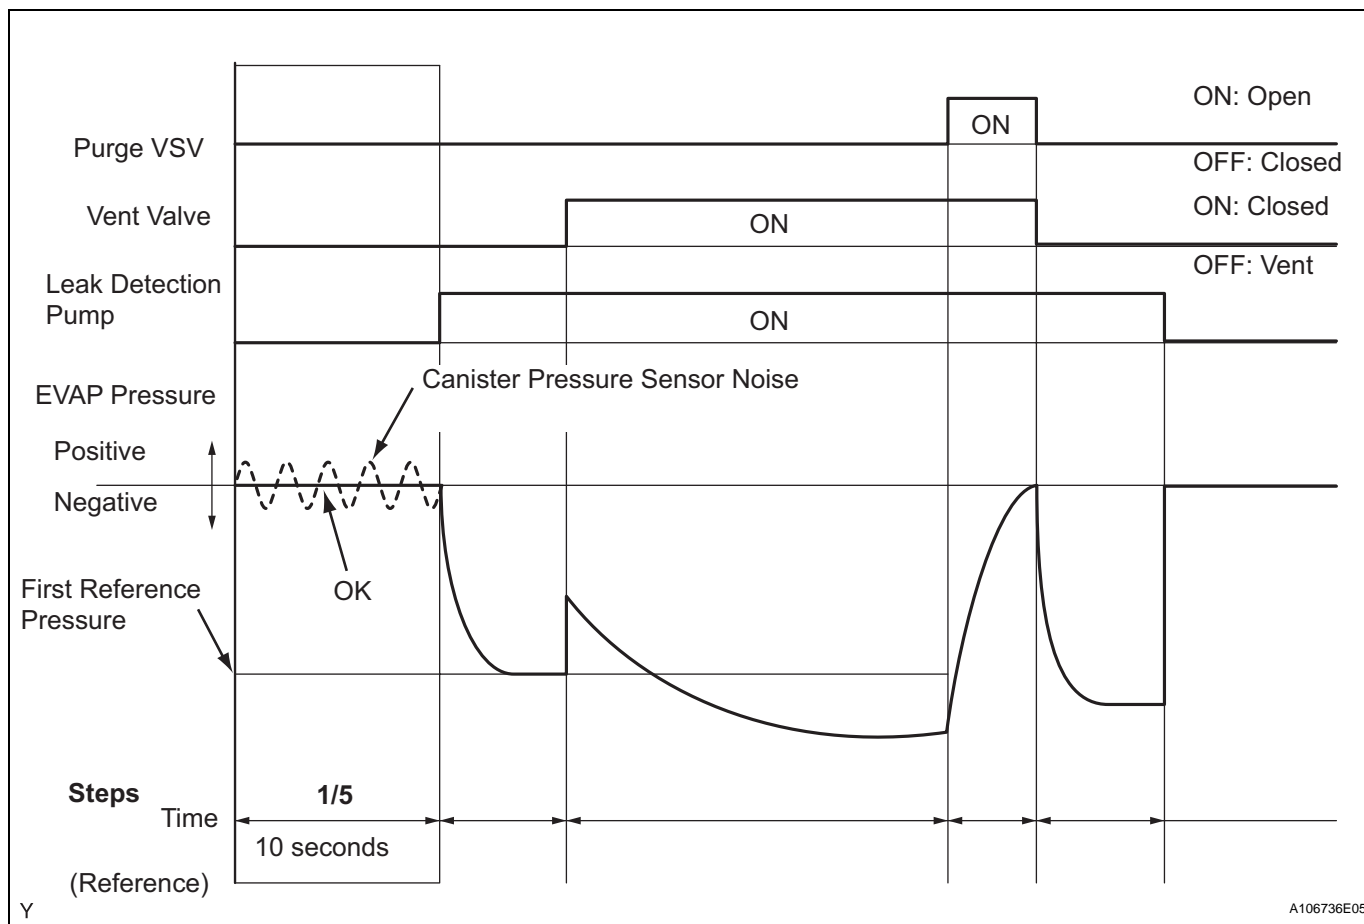 ON: Open
ON
Purge VSV
OFF: Closed
Vent Valve
ON
ON: Closed
OFF: Vent
Leak Detection
Pump
ON
EVAP Pressure
Canister Pressure Sensor Noise
Positive
Negative
OK
First Reference
Pressure
Steps
1/5
Time
10 seconds
(Reference)
Y
A106736E05